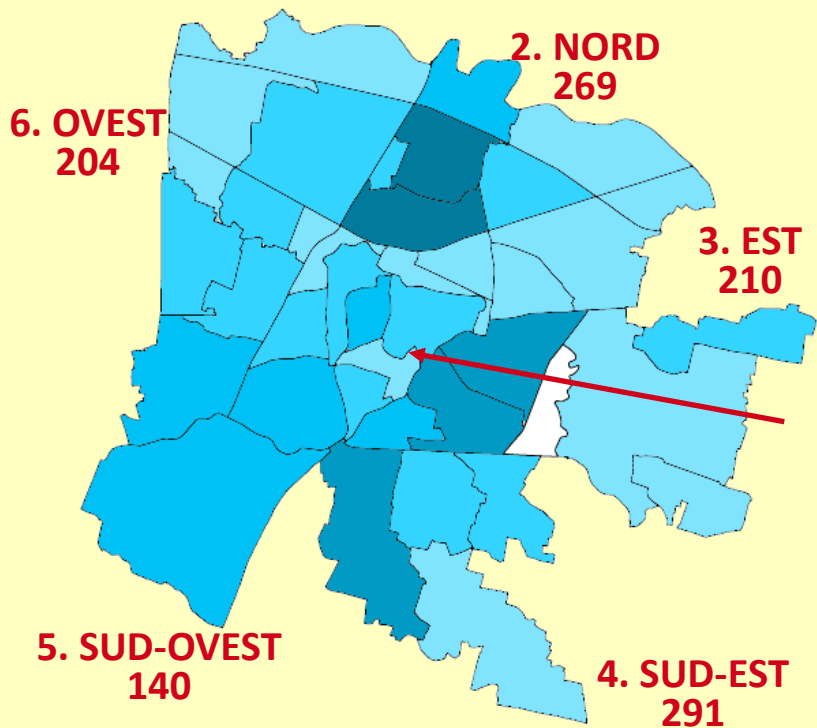 2. NORD
269
6. OVEST
204
3. EST
210
5. SUD-OVEST
140
4. SUD-EST
291